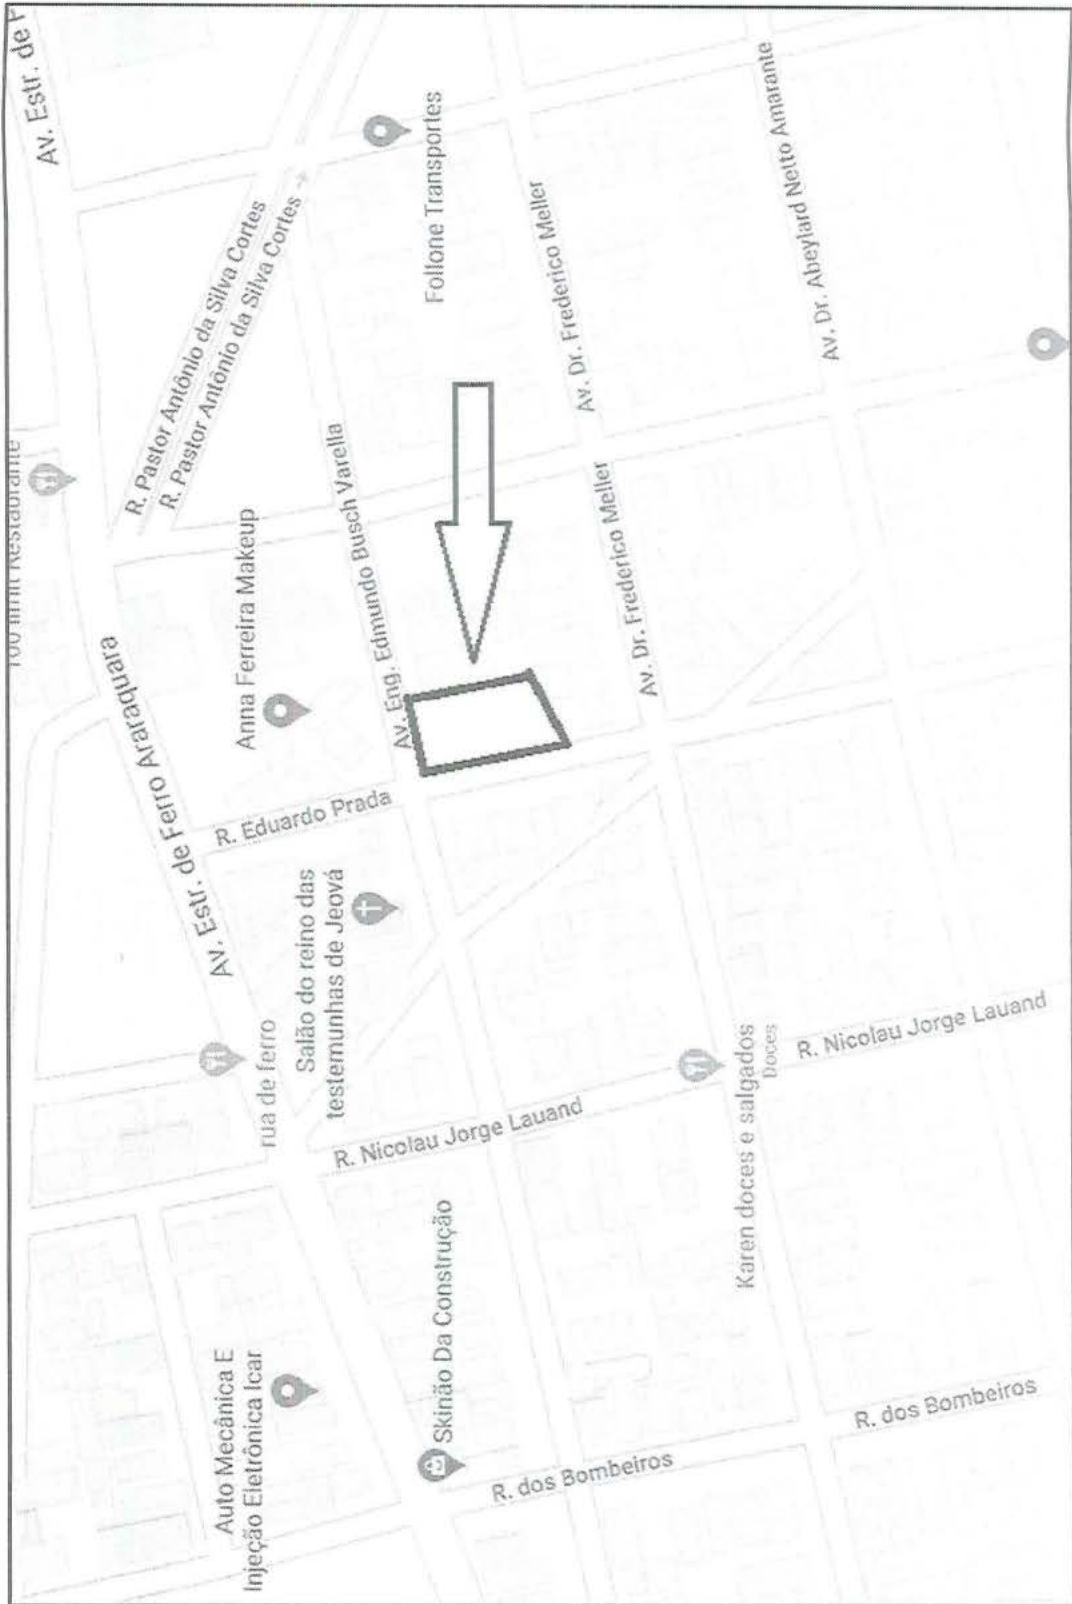 Av. Estr. de
Restaurante
R. Pastor Antônio da Silva Cortes
R. Pastor Antônio da Silva Cortes
Av. Estr. de Ferro Araraquara
rua de ferro
Auto Mecânica E
Injeção Eletrônica Icar
R. Eduardo Prada
Anna Ferreira Makeup
Salão do reino das
testemunhas de Jeová
R. Nicolau Jorge Lauand
Av. Eng. Edmundo Busch Varella
Follone Transportes
Skinão Da Construção
R. dos Bombeiros
Av. Dr. Frederico Meller
Av. Dr. Frederico Meller
Karen doces e salgados
Doces
R. Nicolau Jorge Lauand
Av. Dr. Abeylard Netto Amarante
R. dos Bombeiros